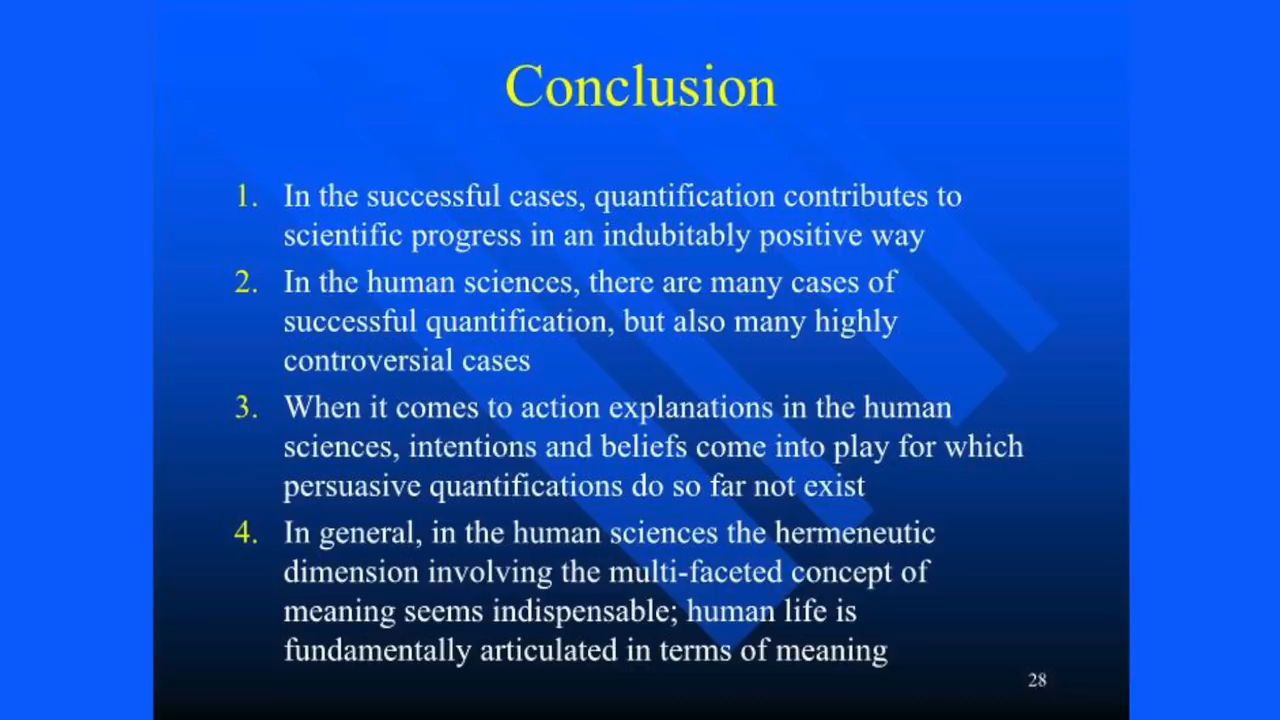 Conclusion
1. In the successful cases, quantification contributes to
scientific progress in an indubitably positive way
2. In the human sciences, there are many cases of
successful quantification, but also many highly
controversial cases
3. When it comes to action explanations in the human
sciences, intentions and beliefs come into play for which
persuasive quantifications do so far not exist
4. In general, in the human sciences the hermeneutic
dimension involving the multi-faceted concept of
meaning seems indispensable; human life is
fundamentally articulated in terms of meaning
28